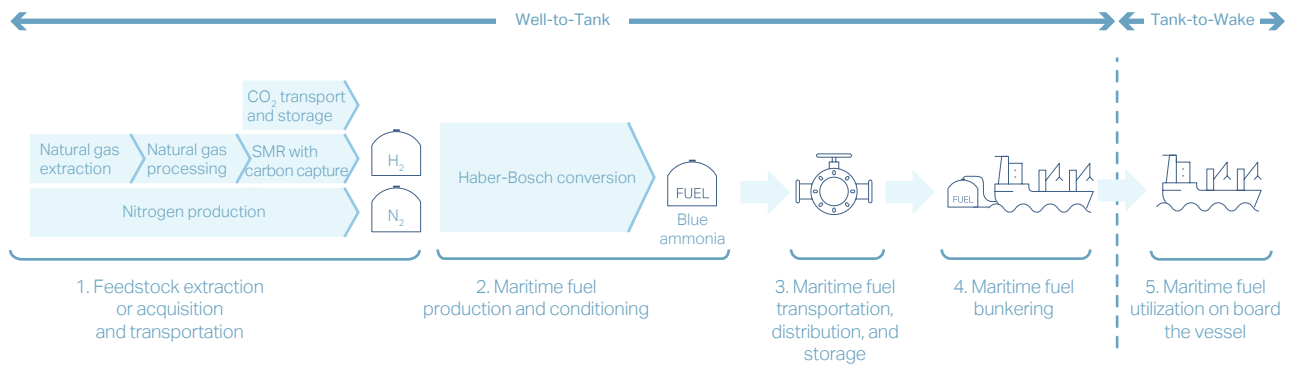 Well-to-Tank
Tank-to-Wake
CO₂ transport
and storage
Natural gas
extraction
Natural gas
processing
SMR with
carbon capture
H₂
Nitrogen production
N₂
Haber-Bosch conversion
FUEL
Blue
ammonia
FUEL
1. Feedstock extraction
or acquisition
and transportation
2. Maritime fuel
production and conditioning
3. Maritime fuel
transportation,
distribution, and
storage
4. Maritime fuel
bunkering
5. Maritime fuel
utilization on board
the vessel